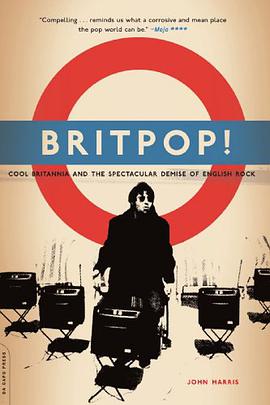 "Compelling . . . reminds us what a corrosive and mean place
the pop world can be." –Mojo ****
BRITPOP!
COOL BRITANNIA AND THE SPECTACULAR DEMISE OF ENGLISH ROCK
JOHN HARRIS
DA CAPO PRESS